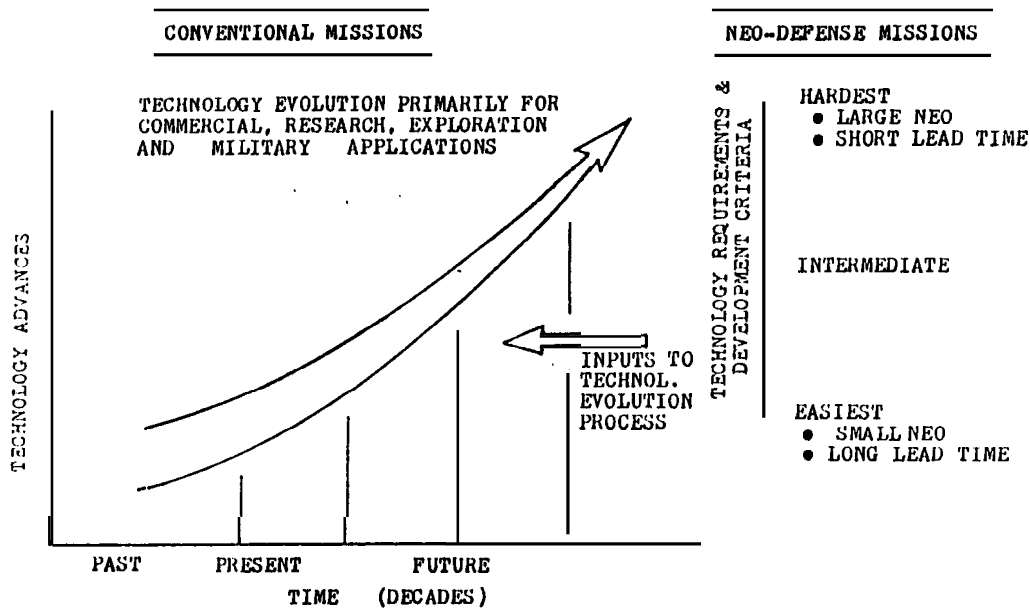 CONVENTIONAL MISSIONS
NEO-DEFENSE MISSIONS
TECHNOLOGY EVOLUTION PRIMARILY FOR
COMMERCIAL, RESEARCH, EXPLORATION
AND MILITARY APPLICATIONS
TECHNOLOGY ADVANCES
INPUTS TO
TECHNOL.
EVOLUTION
PROCESS
PAST PRESENT FUTURE
TIME (DECADES)
TECHNOLOGY REQUIREMENTS &
DEVELOPMENT CRITERIA
HARDEST
● LARGE NEO
● SHORT LEAD TIME
INTERMEDIATE
EASIEST
● SMALL NEO
● LONG LEAD TIME